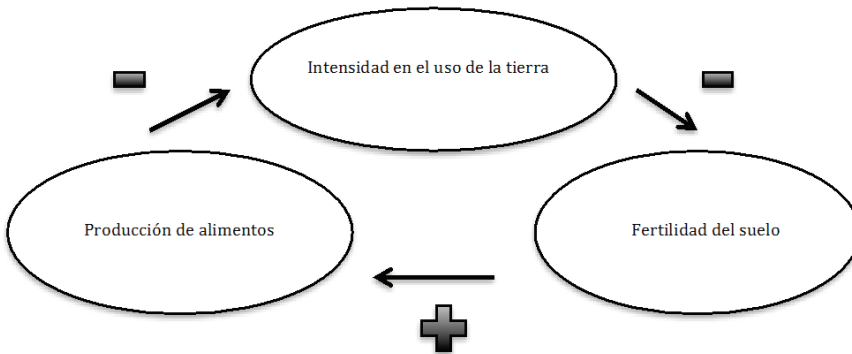 Intensidad en el uso de la tierra
Producción de alimentos
Fertilidad del suelo